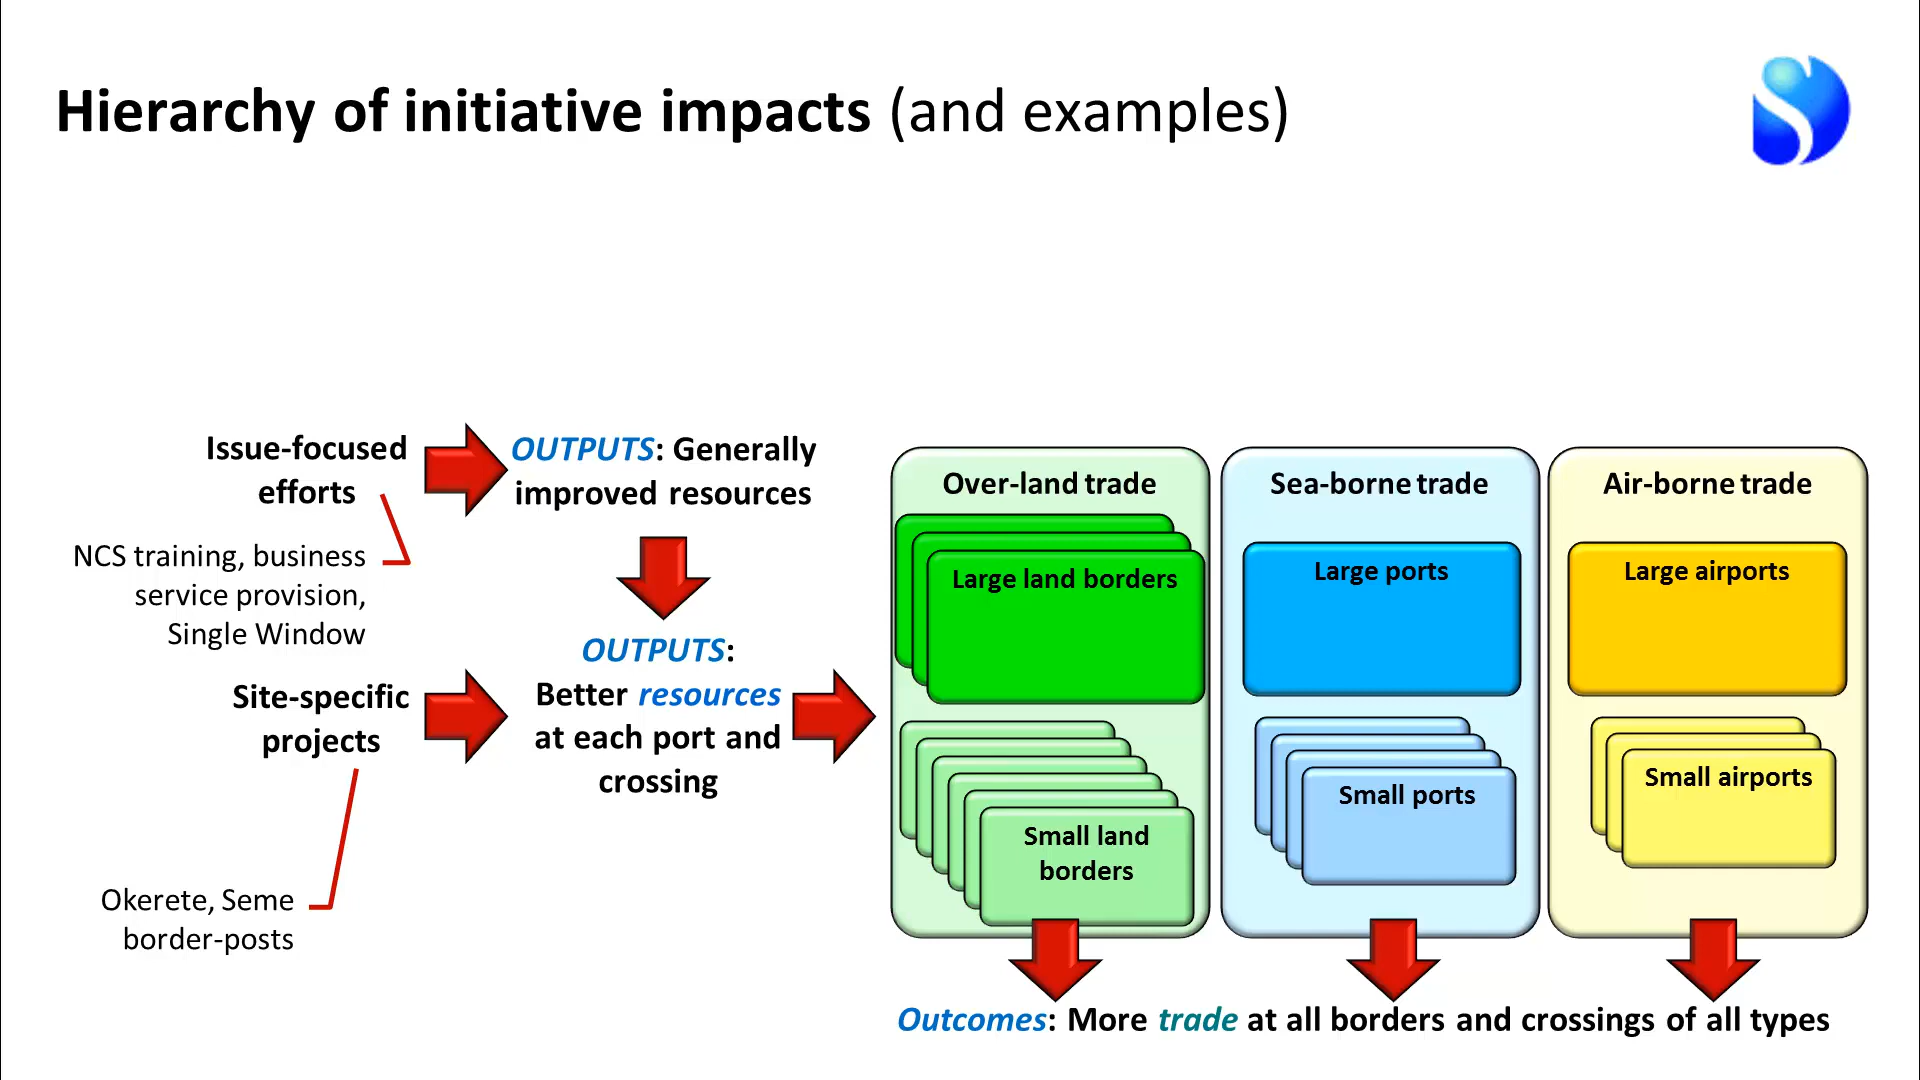 Hierarchy of initiative impacts (and examples)
Issue-focused
efforts
NCS training, business
service provision,
Single Window
Site-specific
projects
Okerete, Seme
border-posts
OUTPUTS: Generally
improved resources
OUTPUTS:
Better resources
at each port and
crossing
Over-land trade
Large land borders
Small land
borders
Sea-borne trade
Large ports
Small ports
Air-borne trade
Large airports
Small airports
Outcomes: More trade at all borders and crossings of all types